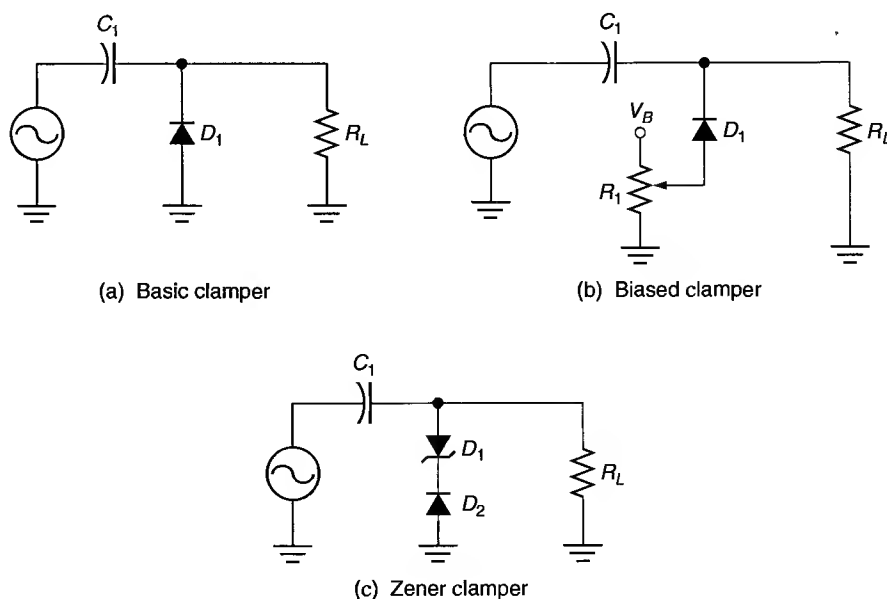 C1
D1
RL
(a) Basic clamper
C1
VB
D1
R1
RL
(b) Biased clamper
C1
D1
D2
RL
(c) Zener clamper